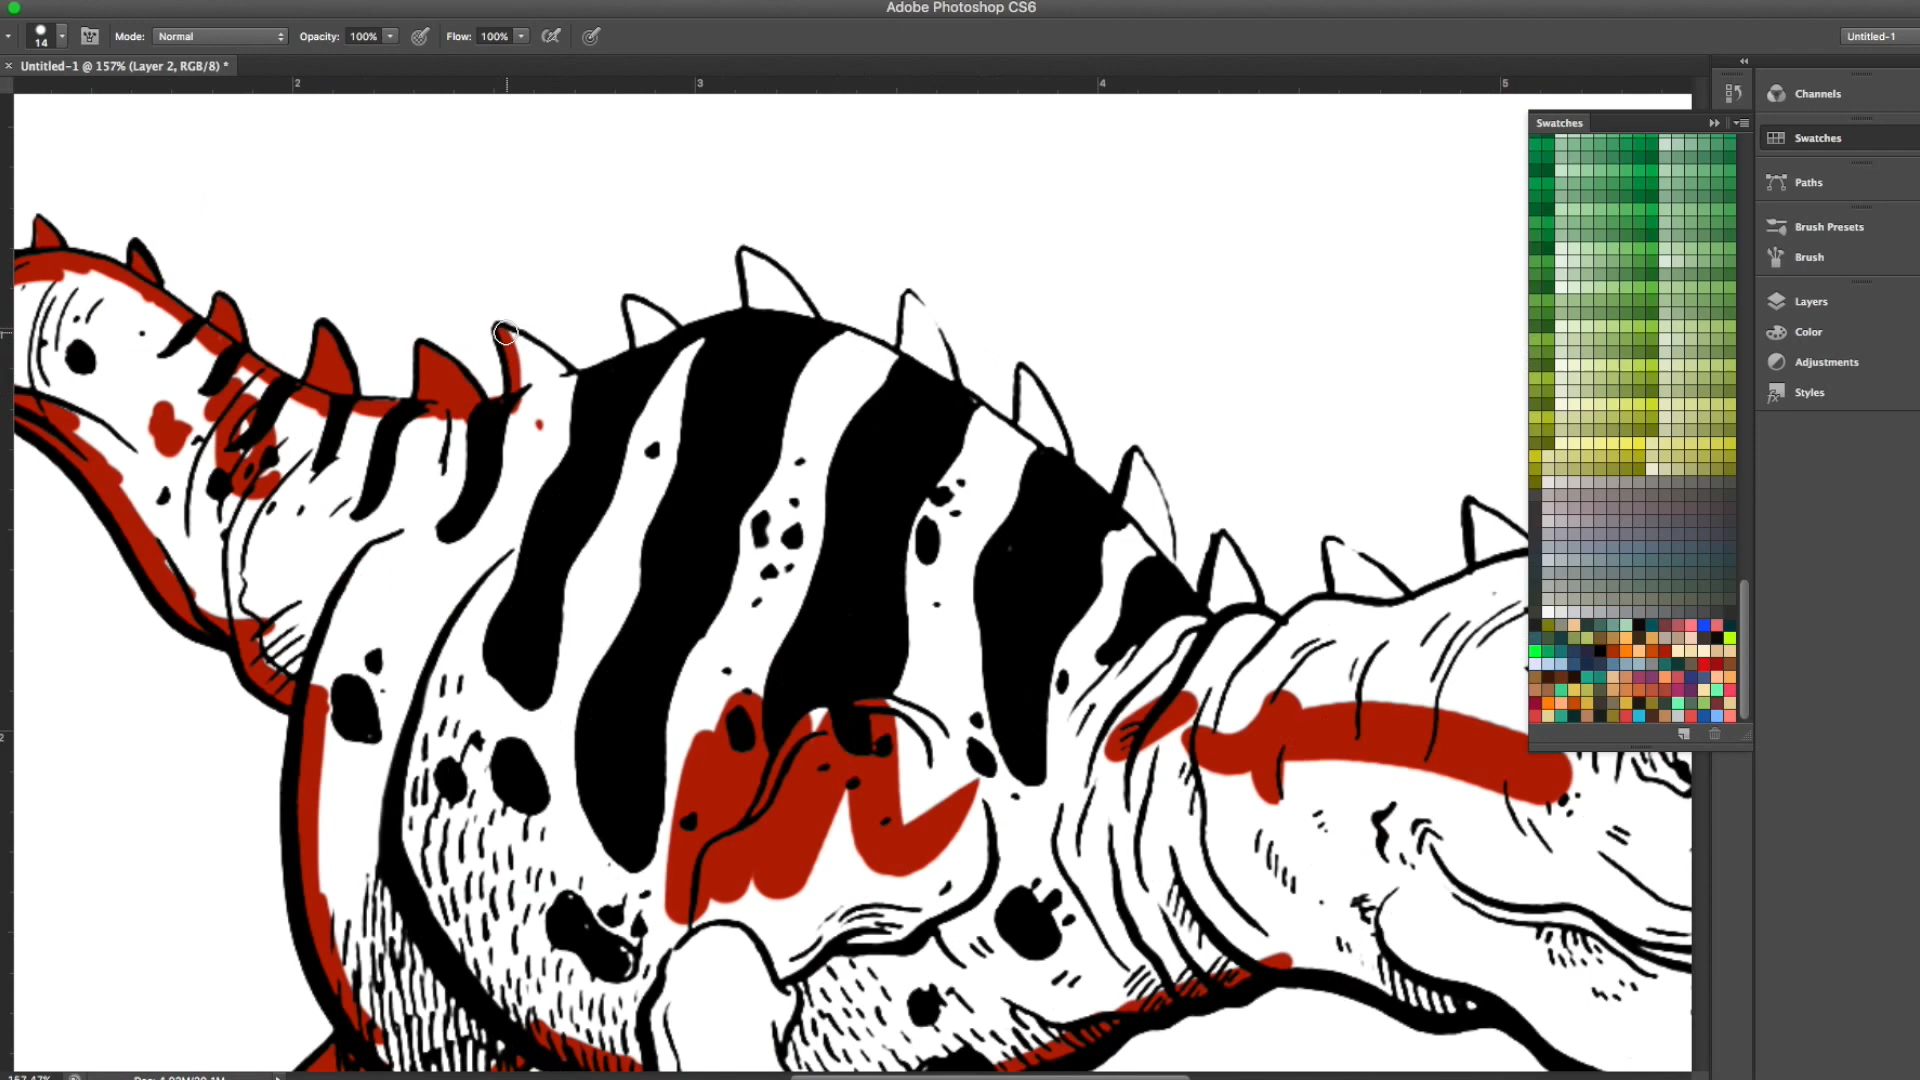 Adobe Photoshop CS6
14 Mode: Normal Opacity: 100% Flow: 100% Untitled-1
× Untitled-1 @ 157% (Layer 2, RGB/8) *
2 3 4 5
Swatches
Channels
Swatches
Paths
Brush Presets
Brush
Layers
Color
Adjustments
Styles
2